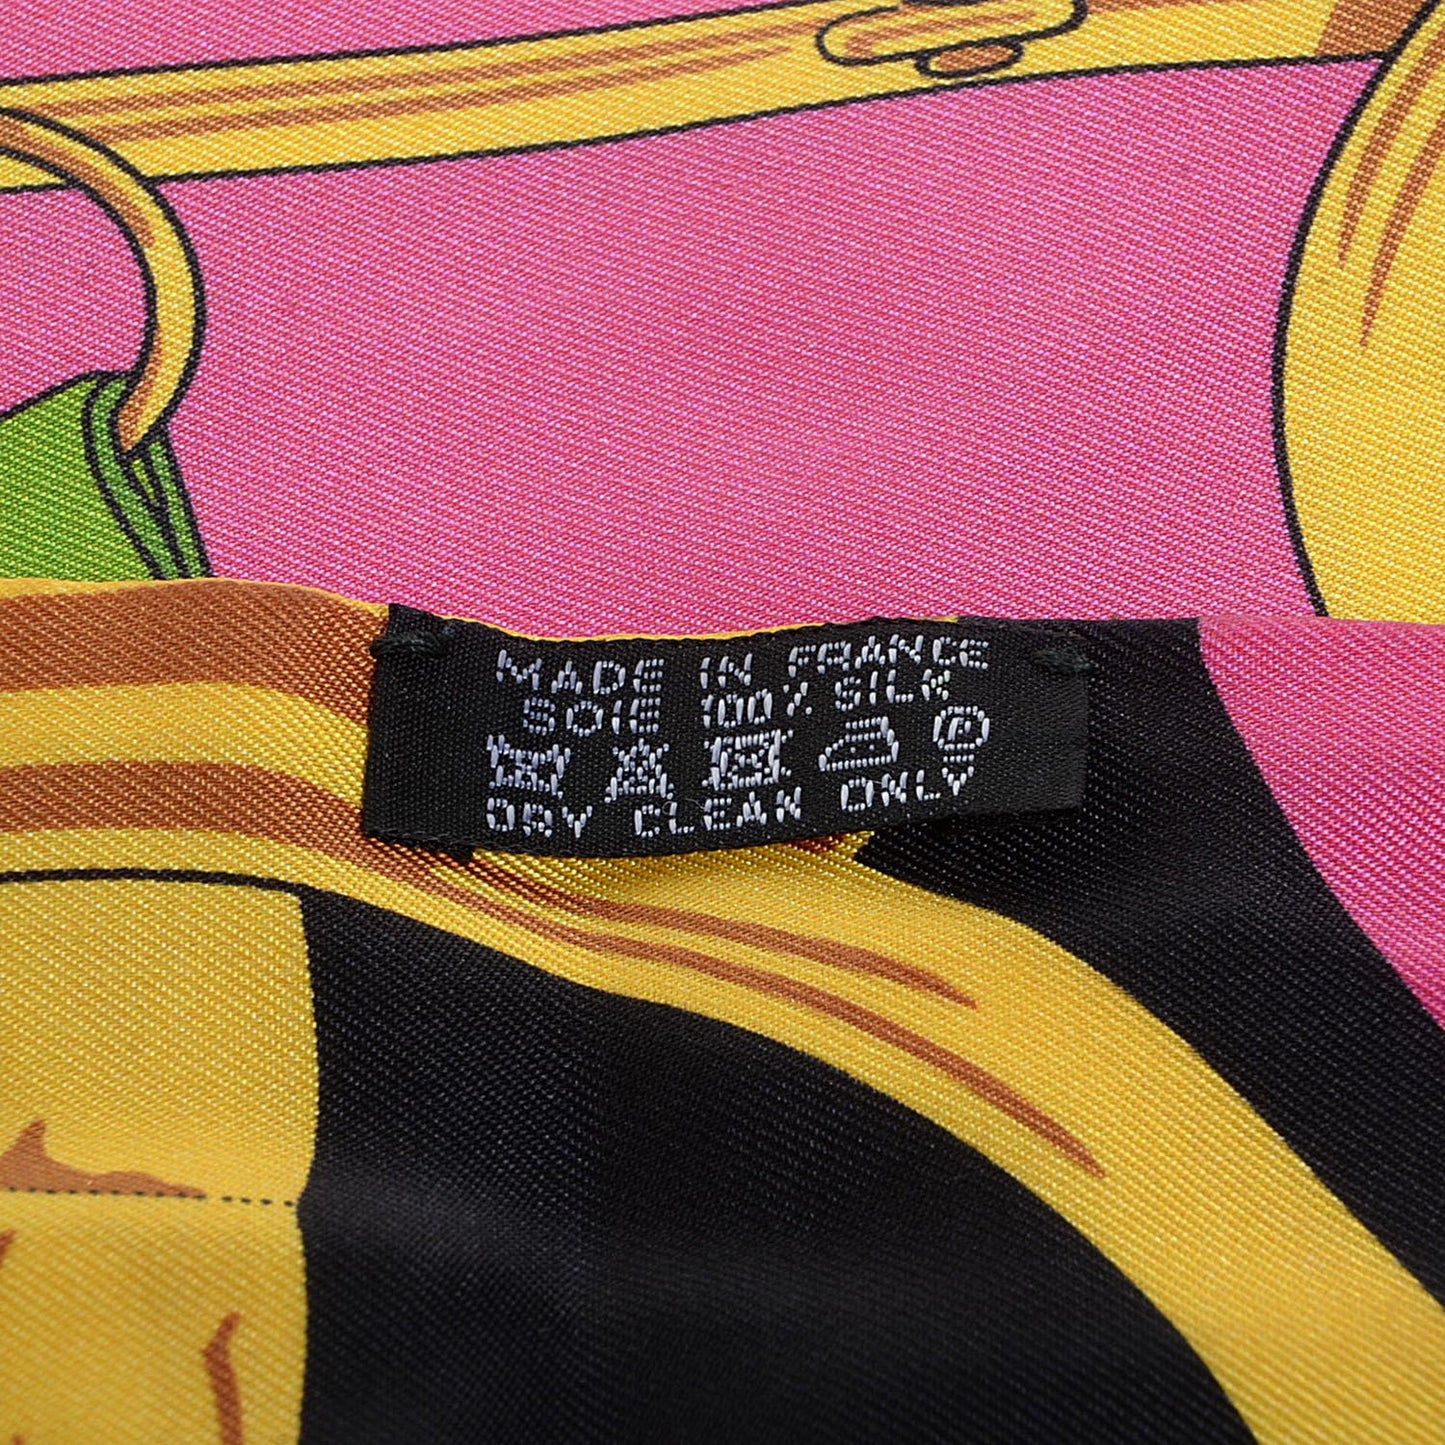 MADE IN FRANCE
SOIE 100% SILK
P
DRY CLEAN ONLY